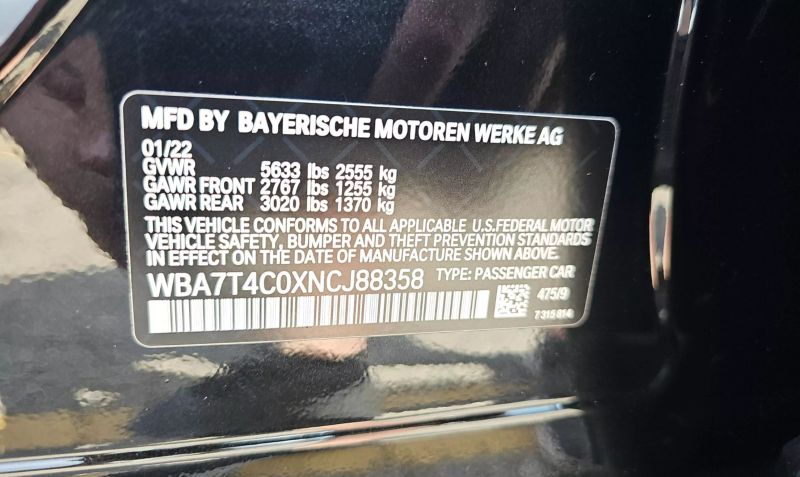 MFD BY BAYERISCHE MOTOREN WERKE AG
01/22
GVWR 5633 lbs 2555 kg
GAWR FRONT 2767 lbs 1255 kg
GAWR REAR 3020 lbs 1370 kg
THIS VEHICLE CONFORMS TO ALL APPLICABLE U.S.FEDERAL MOTOR
VEHICLE SAFETY, BUMPER AND THEFT PREVENTION STANDARDS
IN EFFECT ON THE DATE OF MANUFACTURE SHOWN ABOVE.
WBA7T4C0XNCJ88358 TYPE: PASSENGER CAR
475/9
7 315 814